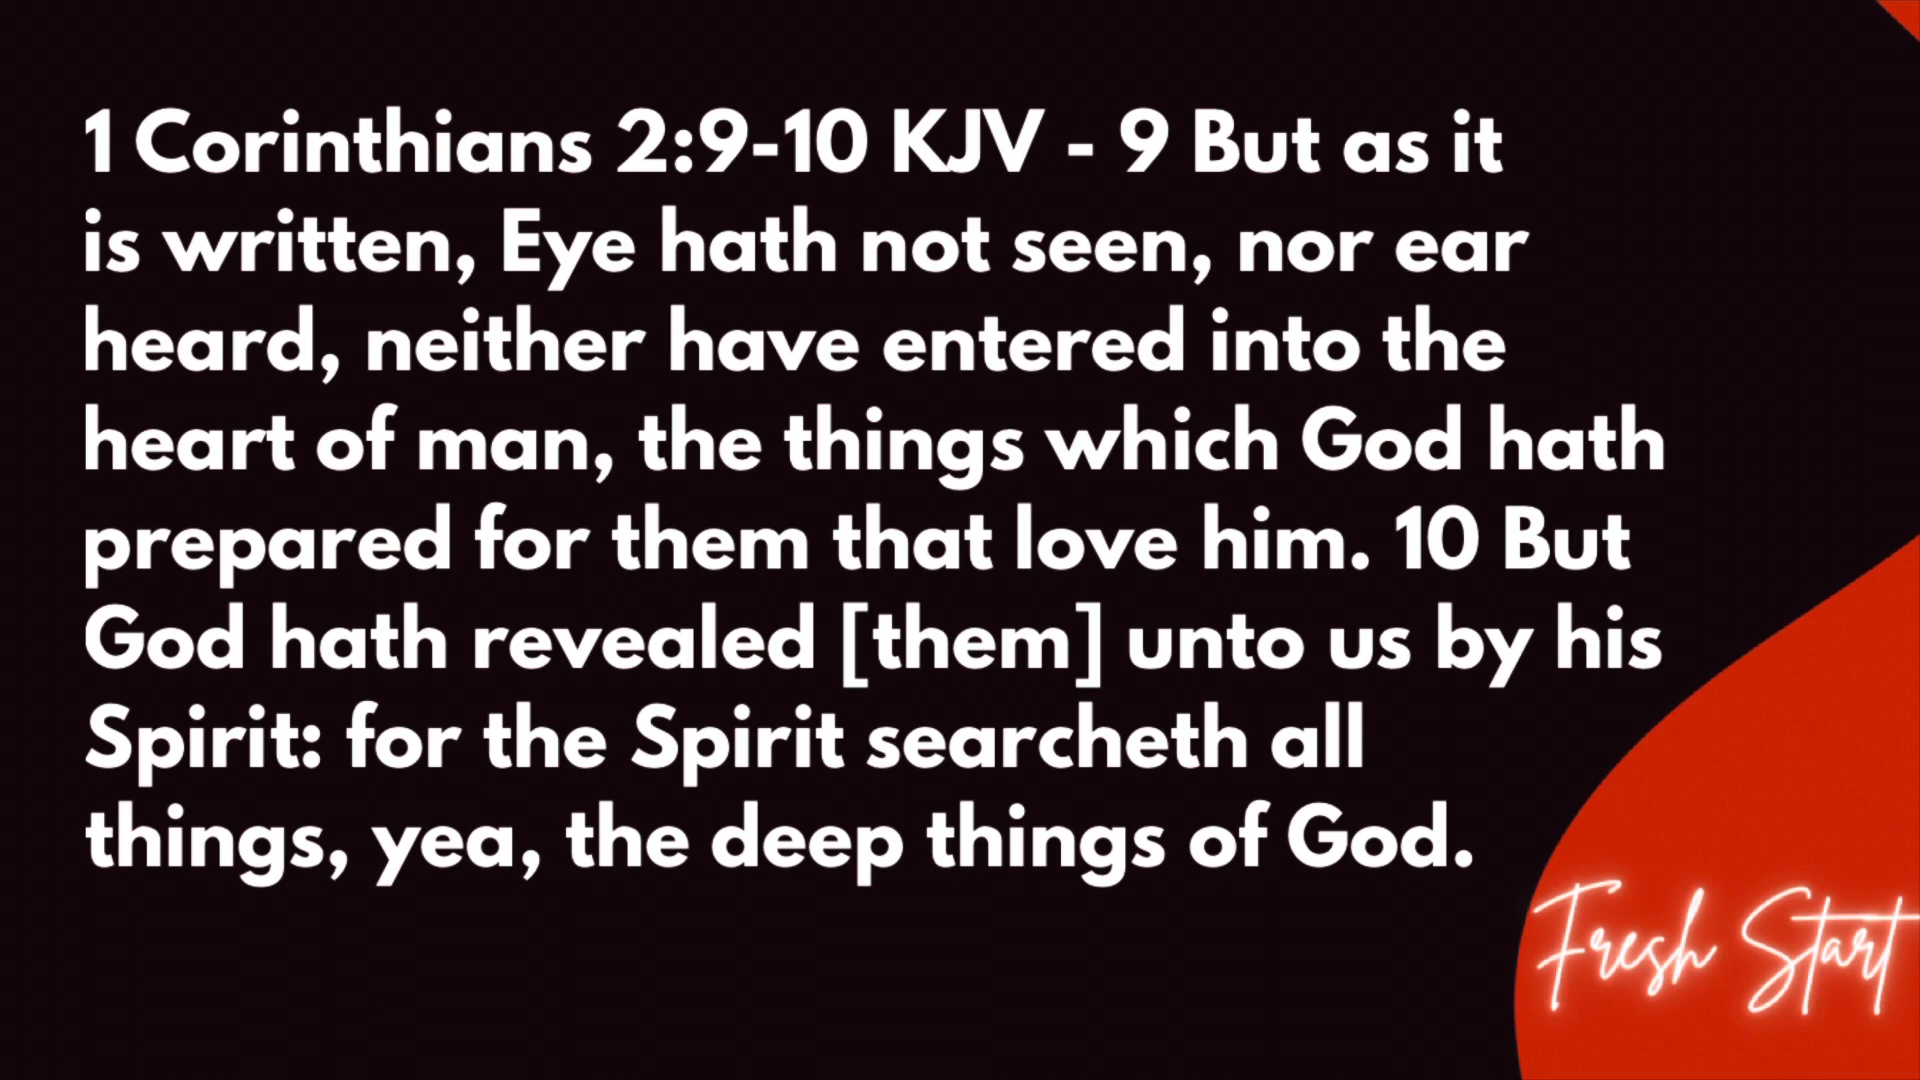 1 Corinthians 2:9-10 KJV - 9 But as it
is written, Eye hath not seen, nor ear
heard, neither have entered into the
heart of man, the things which God hath
prepared for them that love him. 10 But
God hath revealed [them] unto us by his
Spirit: for the Spirit searcheth all
things, yea, the deep things of God.
Fresh Start